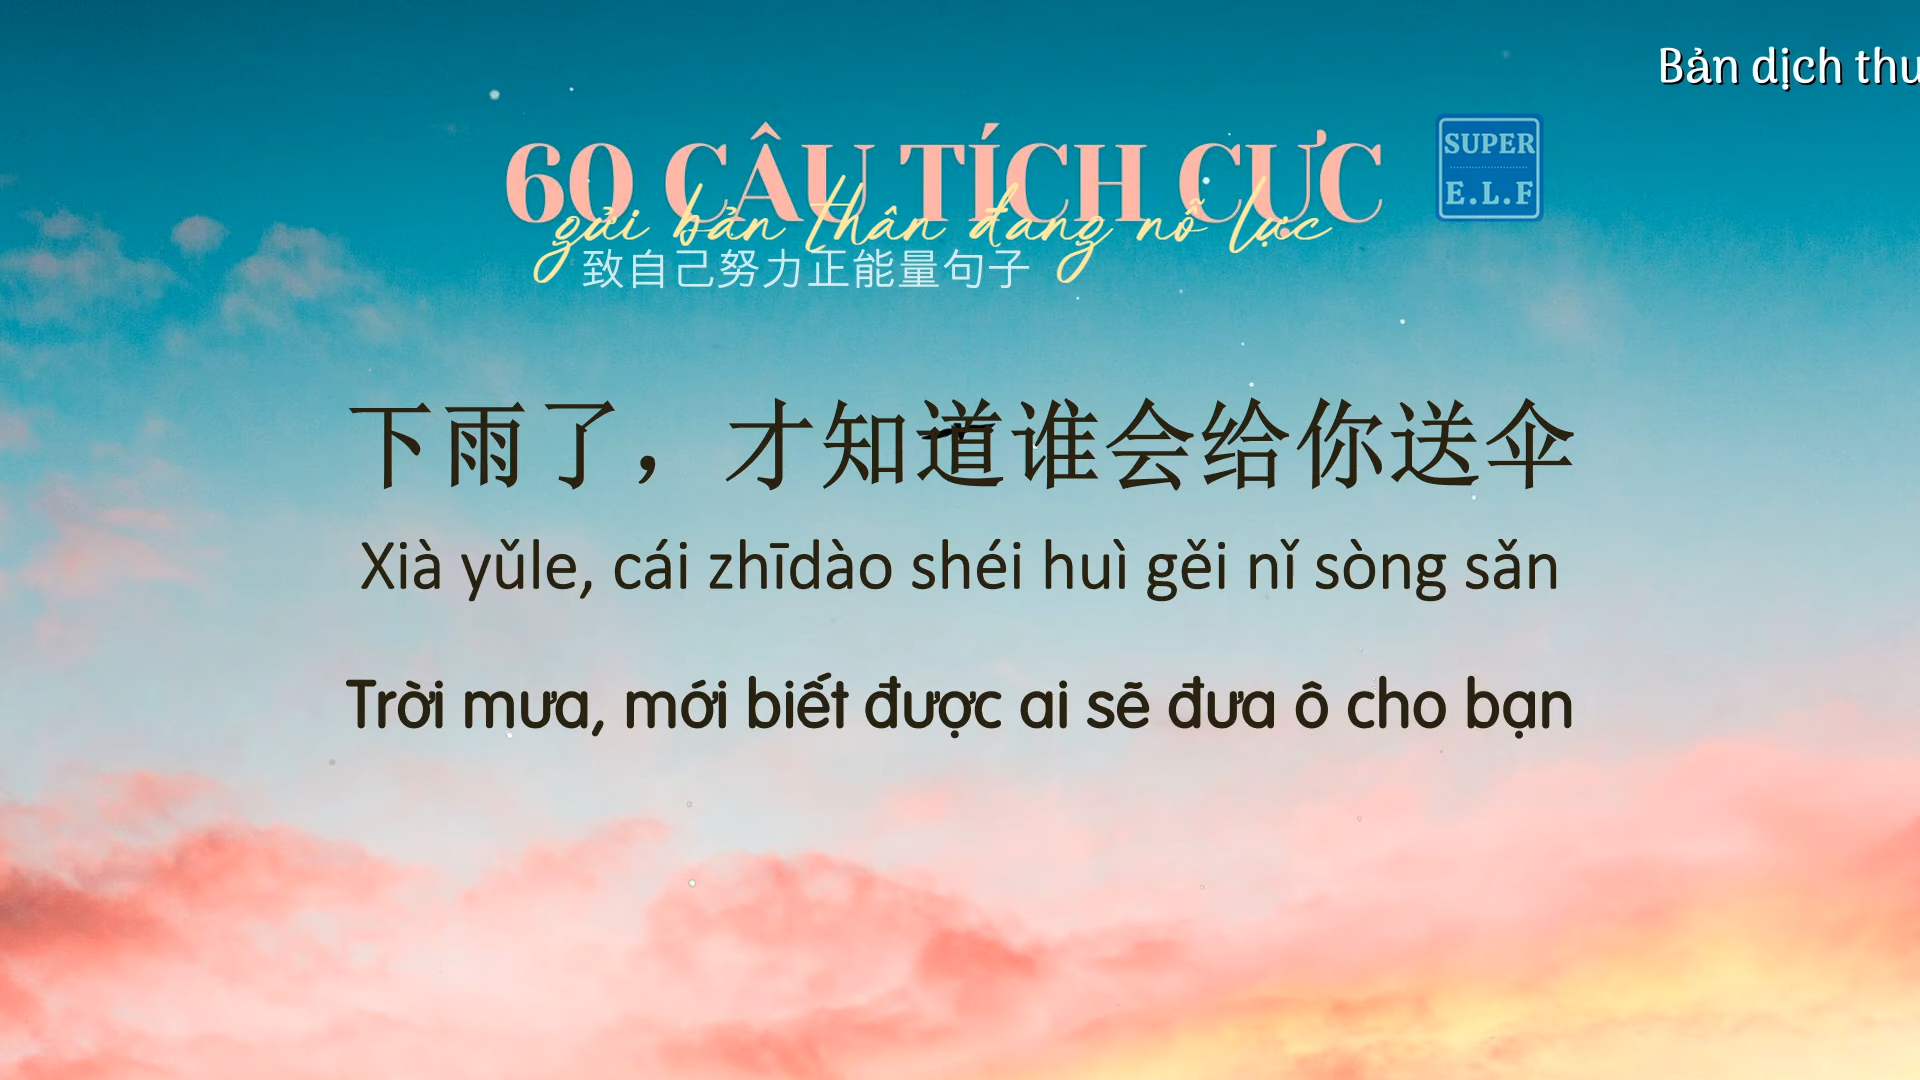 Bản dịch thu
60 CÂU TÍCH CỰC
gửi bản thân đang nỗ lực
致自己努力正能量句子
SUPER
E.L.F
下雨了，才知道谁会给你送伞
Xià yǔle, cái zhīdào shéi huì gěi nǐ sòng sǎn
Trời mưa, mới biết được ai sẽ đưa ô cho bạn